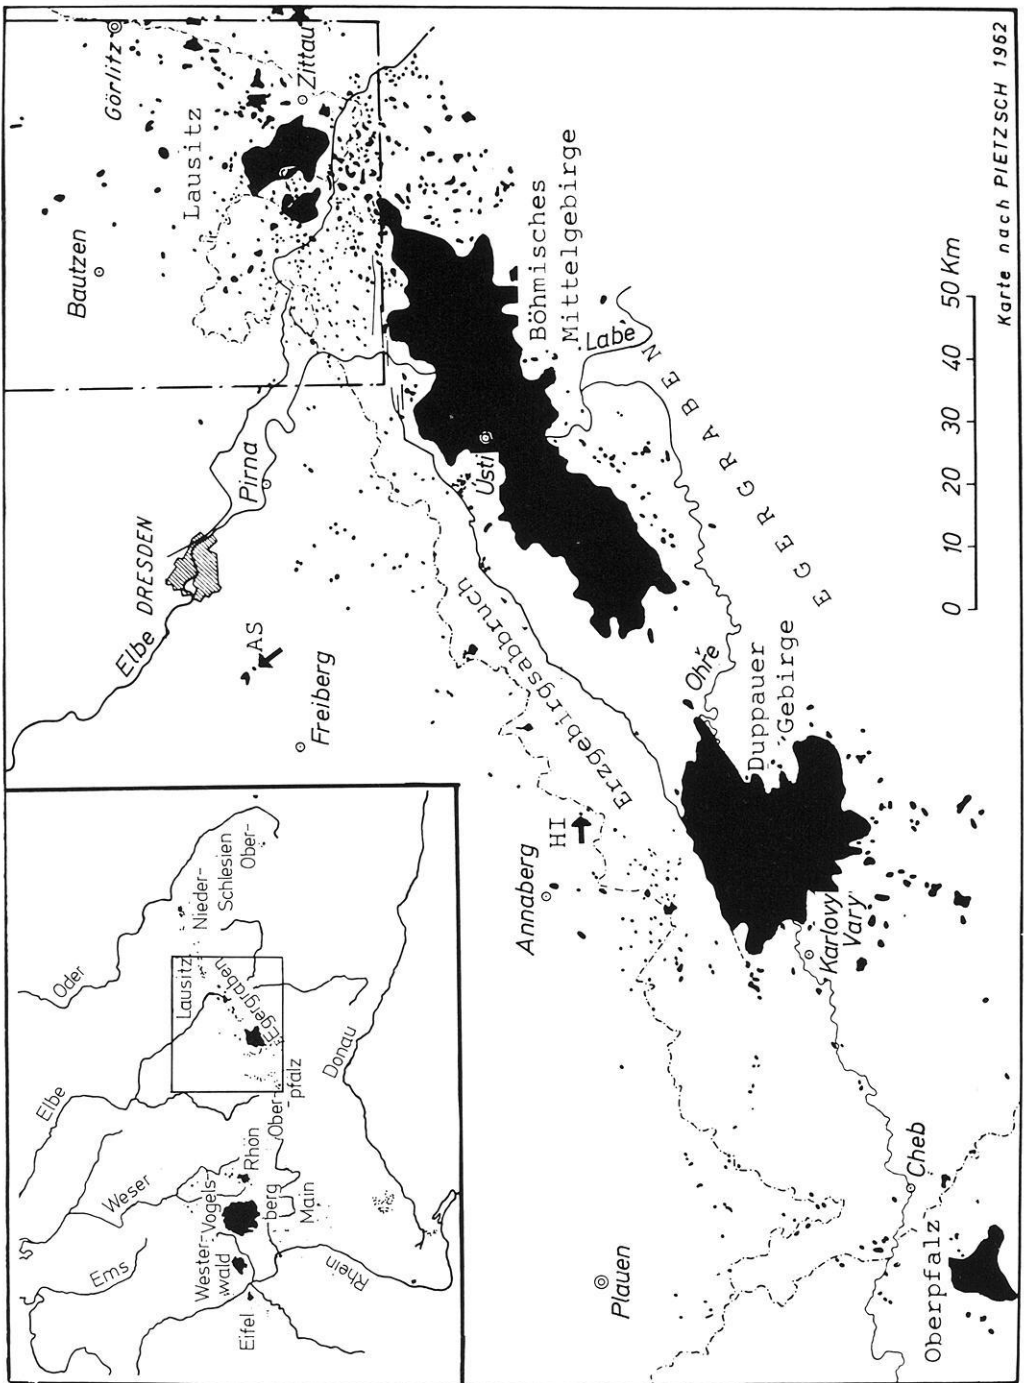 Görlitz
Zittau
Lausitz
Bautzen
Böhmisches
Mittelgebirge
Labe
EGERGRABEN
Usti
Pirna
DRESDEN
Elbe
AS
Freiberg
Erzgebirgsabbruch
HI
Annaberg
Ohře
Duppauer
Gebirge
Karlovy
Vary
Plauen
Cheb
Oberpfalz
0 10 20 30 40 50 Km
Karte nach PIETZSCH 1962
Oder
Elbe
Weser
Ems
Lausitz
Nieder-
Schlesien
Ober-
Egergraben
Donau
Ober-
-pfalz
Rhön
Vogels-
berg
Main
Wester-
wald
Eifel
Rhein